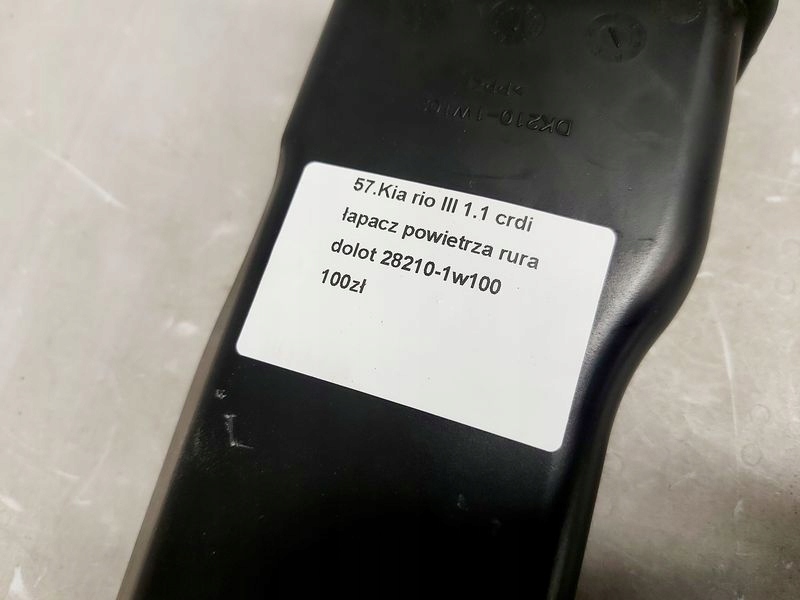 57.Kia rio III 1.1 crdi
łapacz powietrza rura
dolot 28210-1w100
100zł